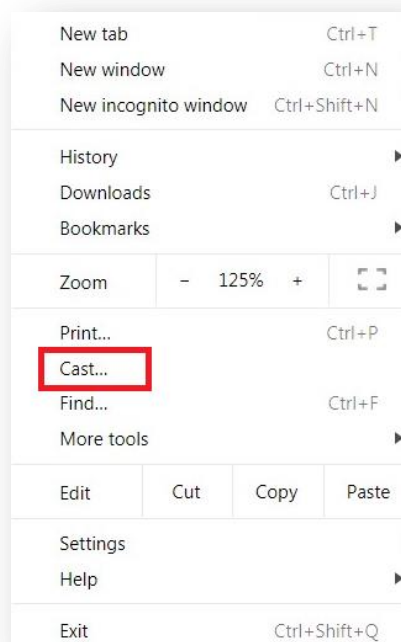 New tab Ctrl+T
New window Ctrl+N
New incognito window Ctrl+Shift+N
History
Downloads Ctrl+J
Bookmarks
Zoom - 125% +
Print... Ctrl+P
Cast...
Find... Ctrl+F
More tools
Edit Cut Copy Paste
Settings
Help
Exit Ctrl+Shift+Q